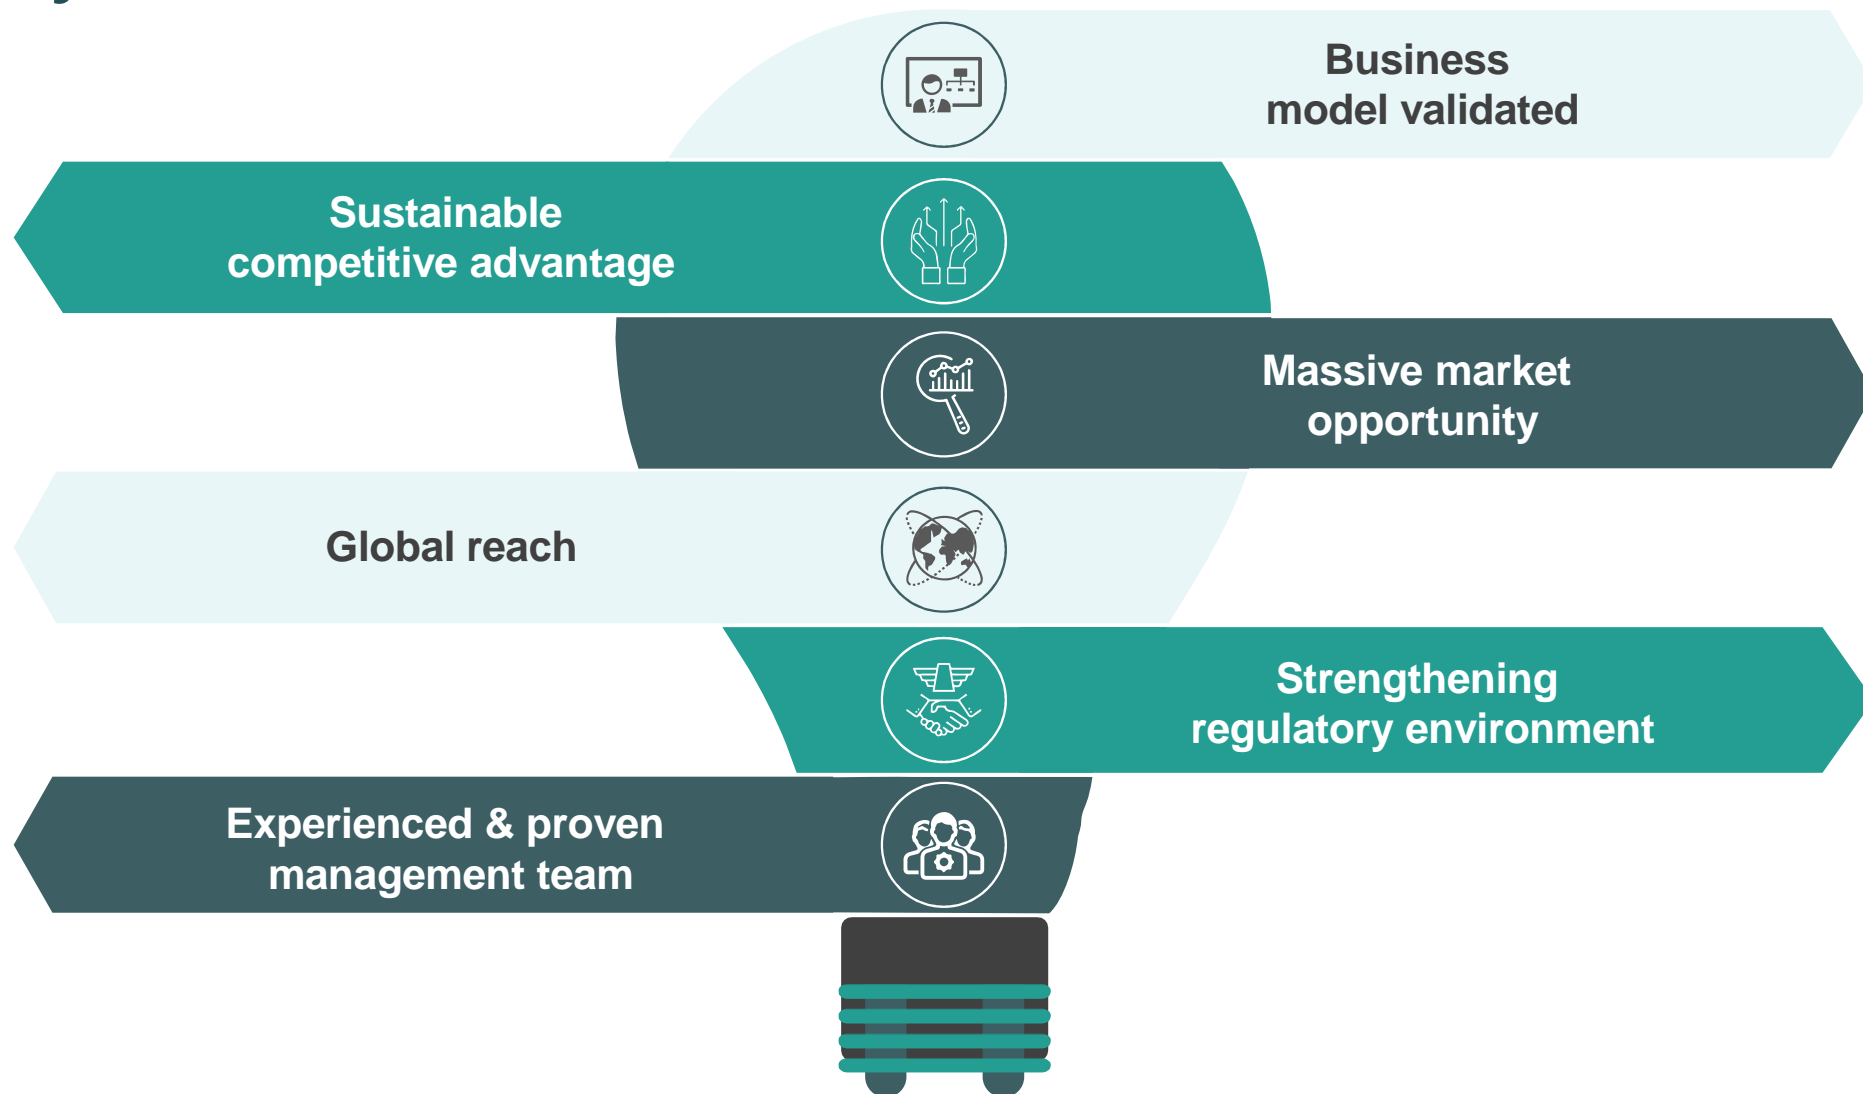 Business
model validated
Sustainable
competitive advantage
Massive market
opportunity
Global reach
Strengthening
regulatory environment
Experienced & proven
management team